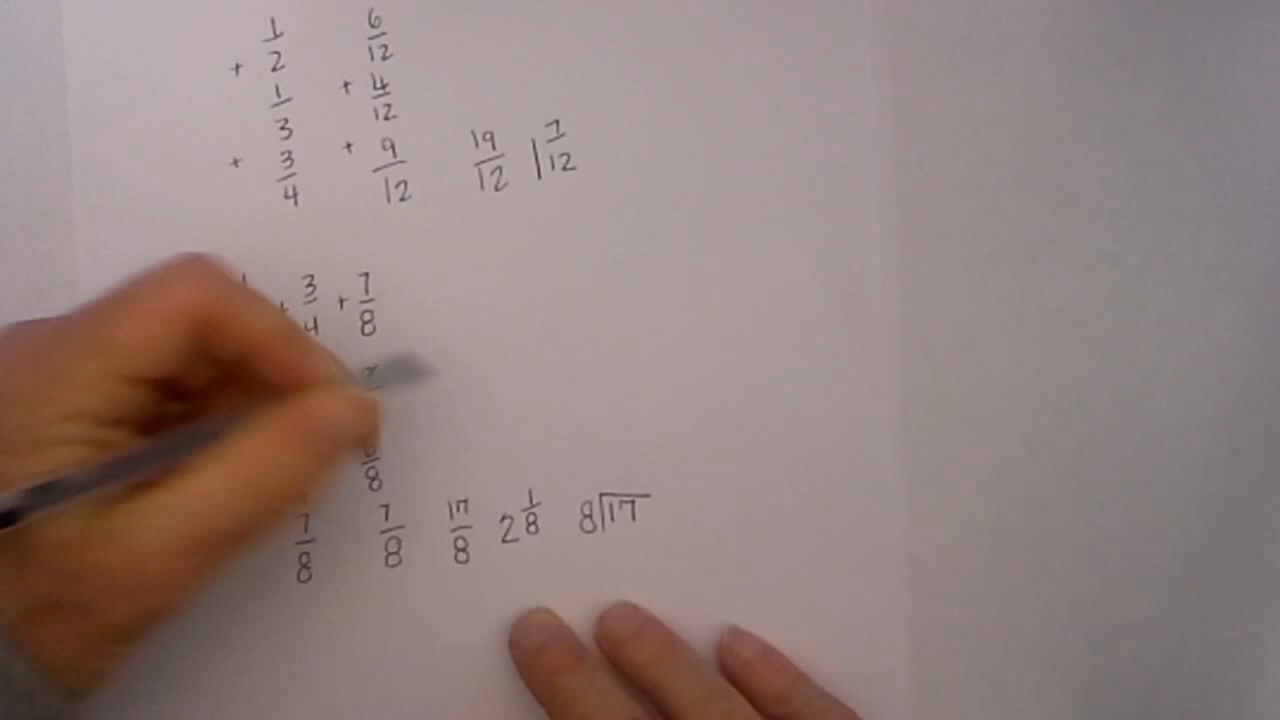 1/2 6/12
+ 1/3 + 4/12
+ 3/4 + 9/12 19/12 1 7/12
+ 3/4 + 7/8
/8
7/8 7/8 17/8 2 1/8 8)17